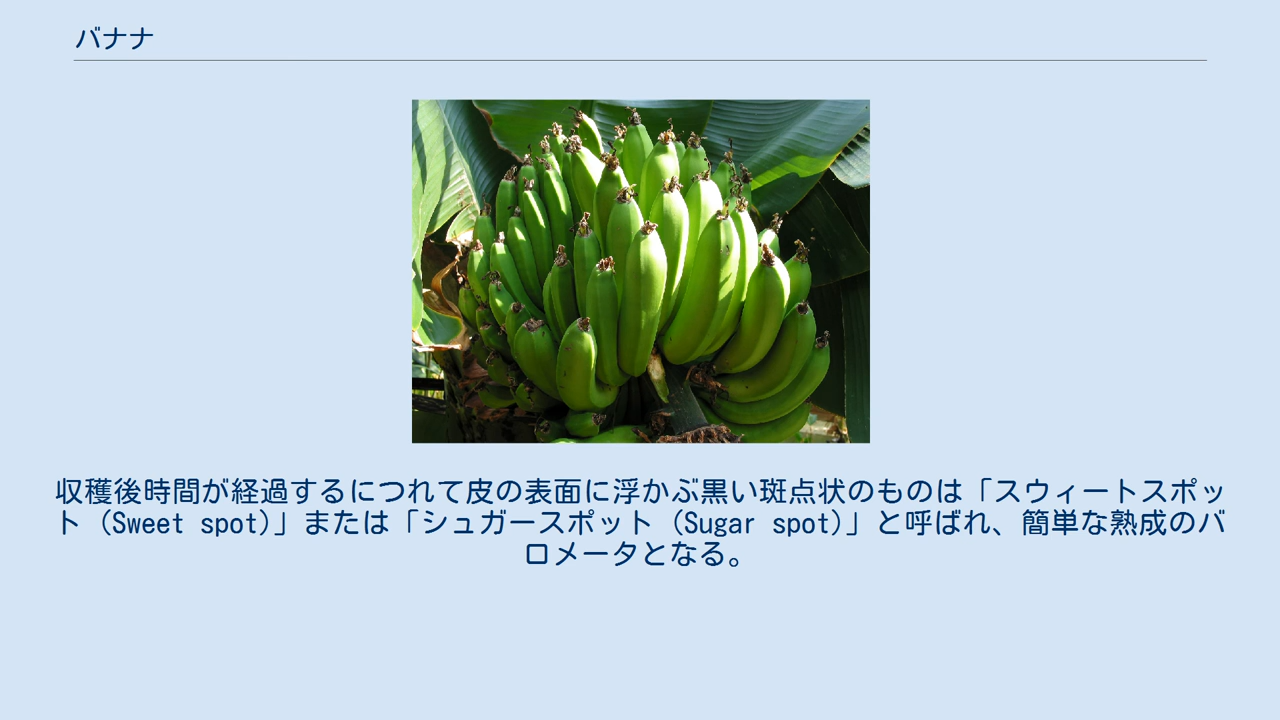 バナナ
収穫後時間が経過するにつれて皮の表面に浮かぶ黒い斑点状のものは「スウィートスポッ
ト（Sweet spot)」または「シュガースポット（Sugar spot)」と呼ばれ、簡単な熟成のバ
ロメータとなる。